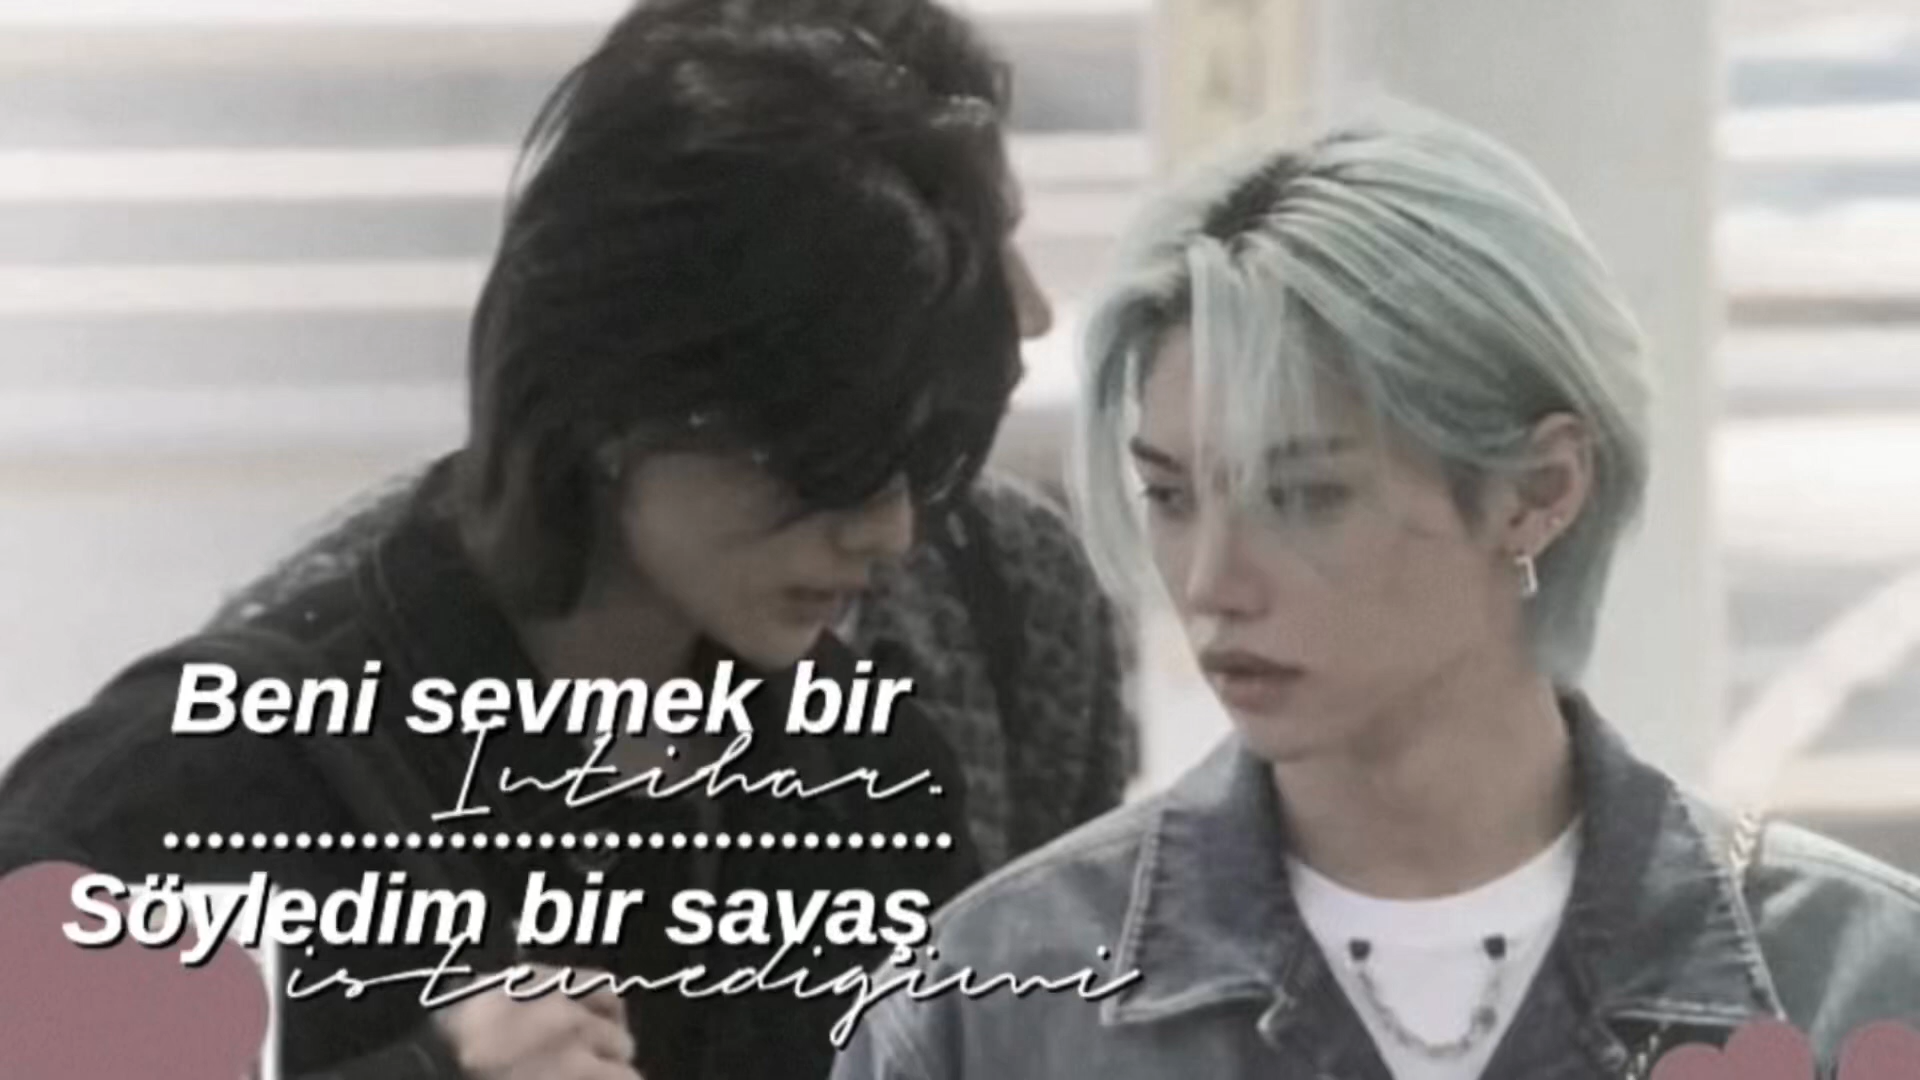 Beni sevmek bir
Intihar.
Söyledim bir savaş
istemediğimi